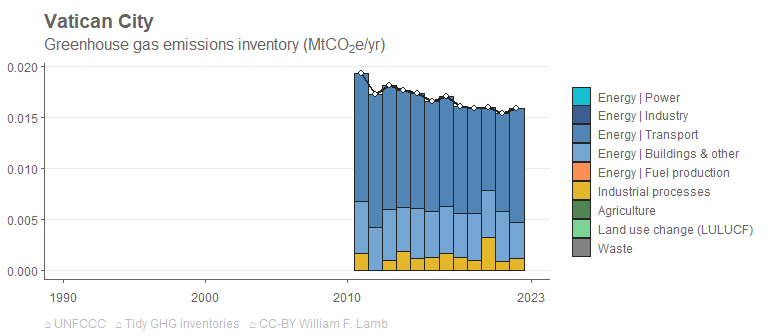 Vatican City
Greenhouse gas emissions inventory (MtCO₂e/yr)
0.020
0.015
0.010
0.005
0.000
1990
2000
2010
2023
Energy | Power
Energy | Industry
Energy | Transport
Energy | Buildings & other
Energy | Fuel production
Industrial processes
Agriculture
Land use change (LULUCF)
Waste
⌂ UNFCCC ⌂ Tidy GHG inventories ⌂ CC-BY William F. Lamb